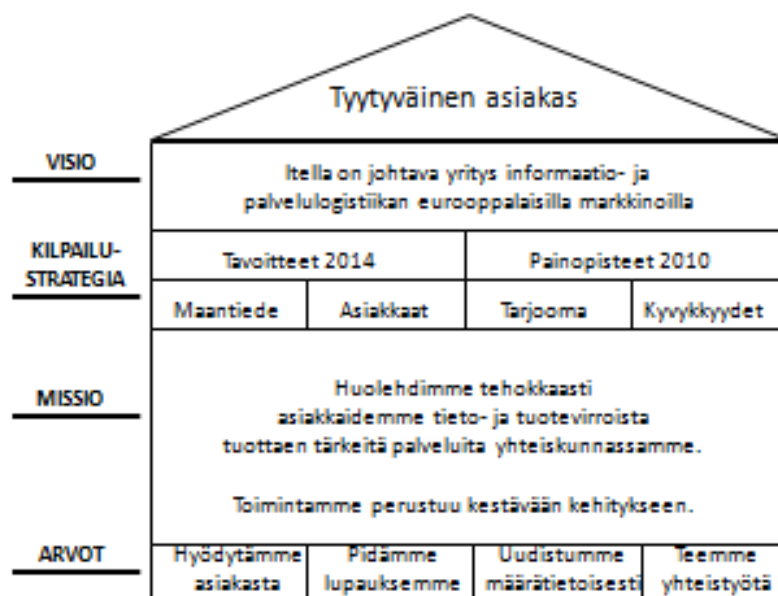 Tyytyväinen asiakas
VISIO
Itella on johtava yritys informaatio- ja
palvelulogistiikan eurooppalaisilla markkinoilla
KILPAILU-
STRATEGIA
Tavoitteet 2014
Painopisteet 2010
Maantiede
Asiakkaat
Tarjooma
Kyvykkyydet
MISSIO
Huolehdimme tehokkaasti
asiakkaidemme tieto- ja tuotevirroista
tuottaen tärkeitä palveluita yhteiskunnassamme.
Toimintamme perustuu kestävään kehitykseen.
ARVOT
Hyödytämme
asiakasta
Pidämme
lupauksemme
Uudistumme
määrätietoisesti
Teemme
yhteistyötä